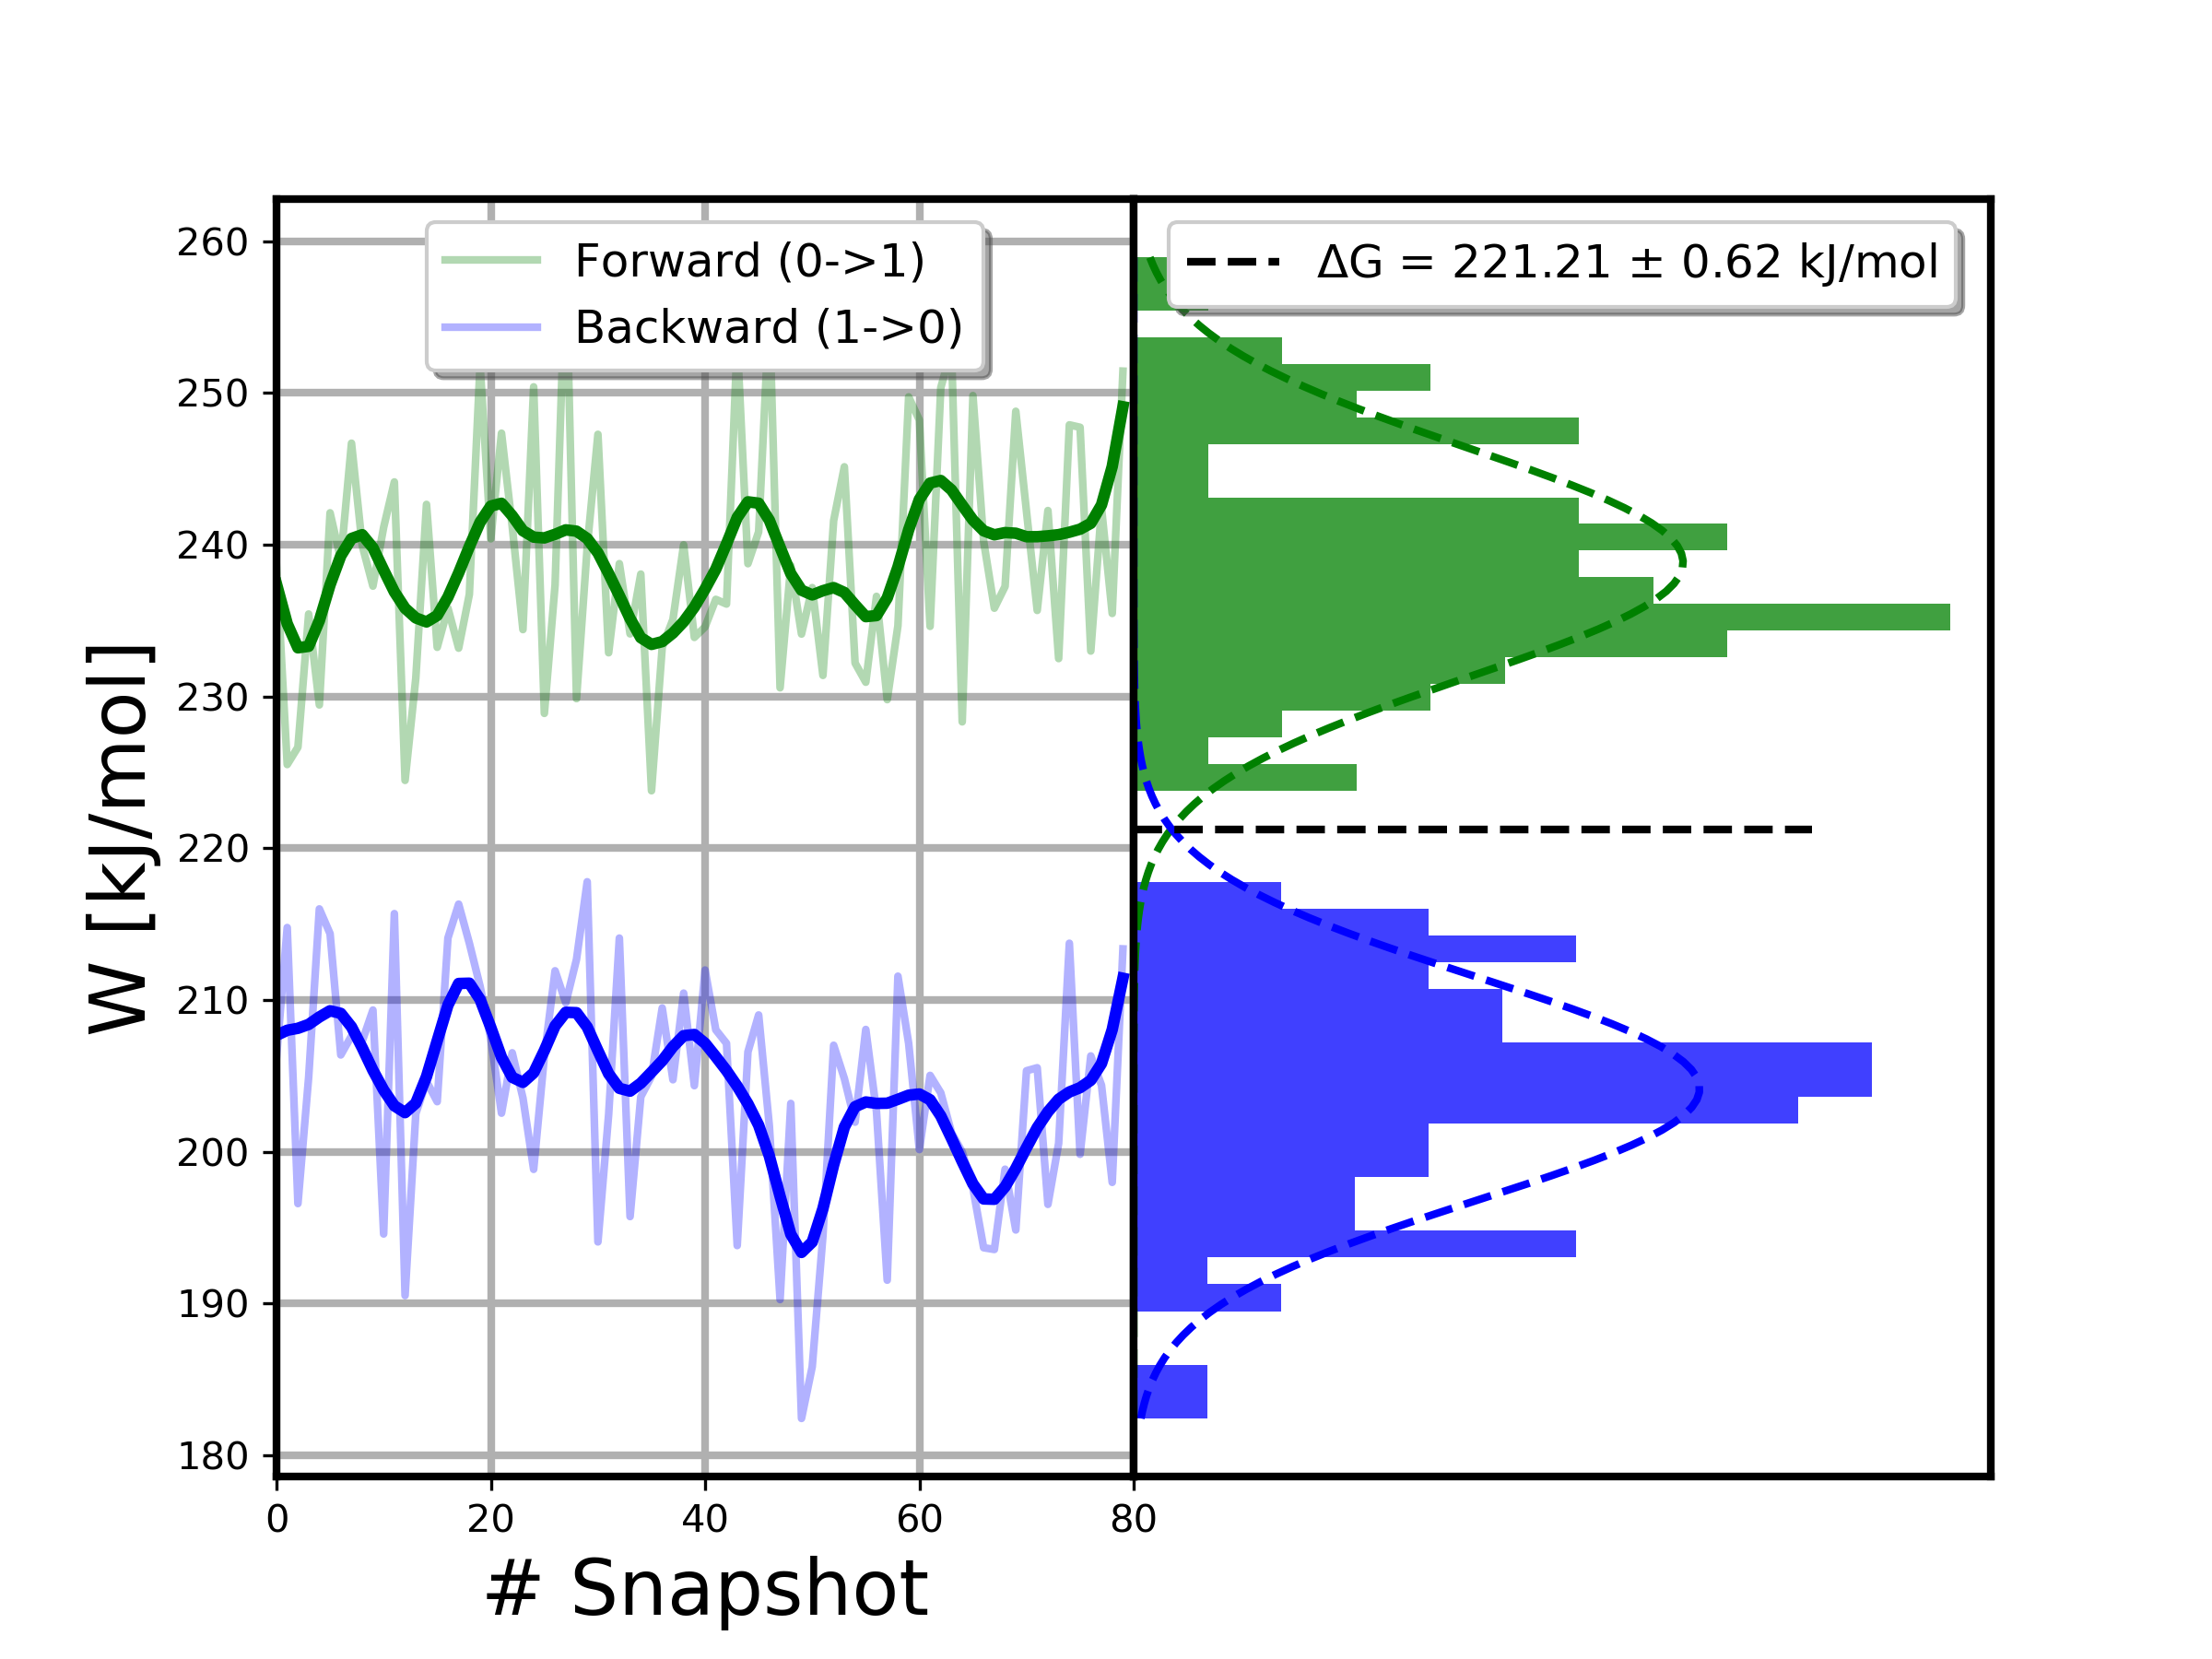 Forward (0->1)
Backward (1->0)
ΔG = 221.21 ± 0.62 kJ/mol
W [kJ/mol]
260
250
240
230
220
210
200
190
180
0 20 40 60 80
# Snapshot